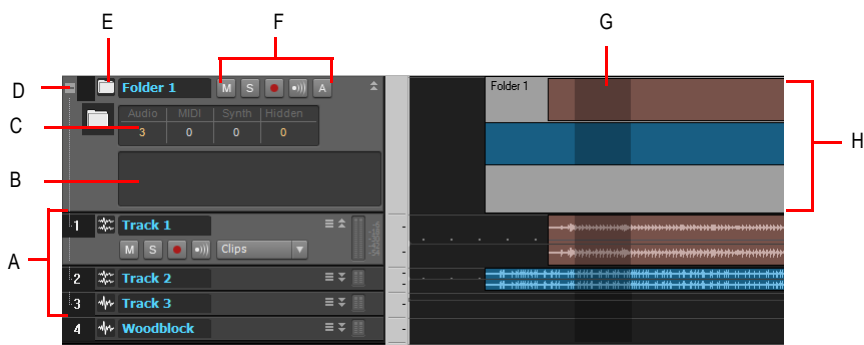 E F G
D Folder 1 M S A Folder 1
C Audio MIDI Synth Hidden
3 0 0 0 H
B
1 Track 1
A M S Clips
2 Track 2
3 Track 3
4 Woodblock